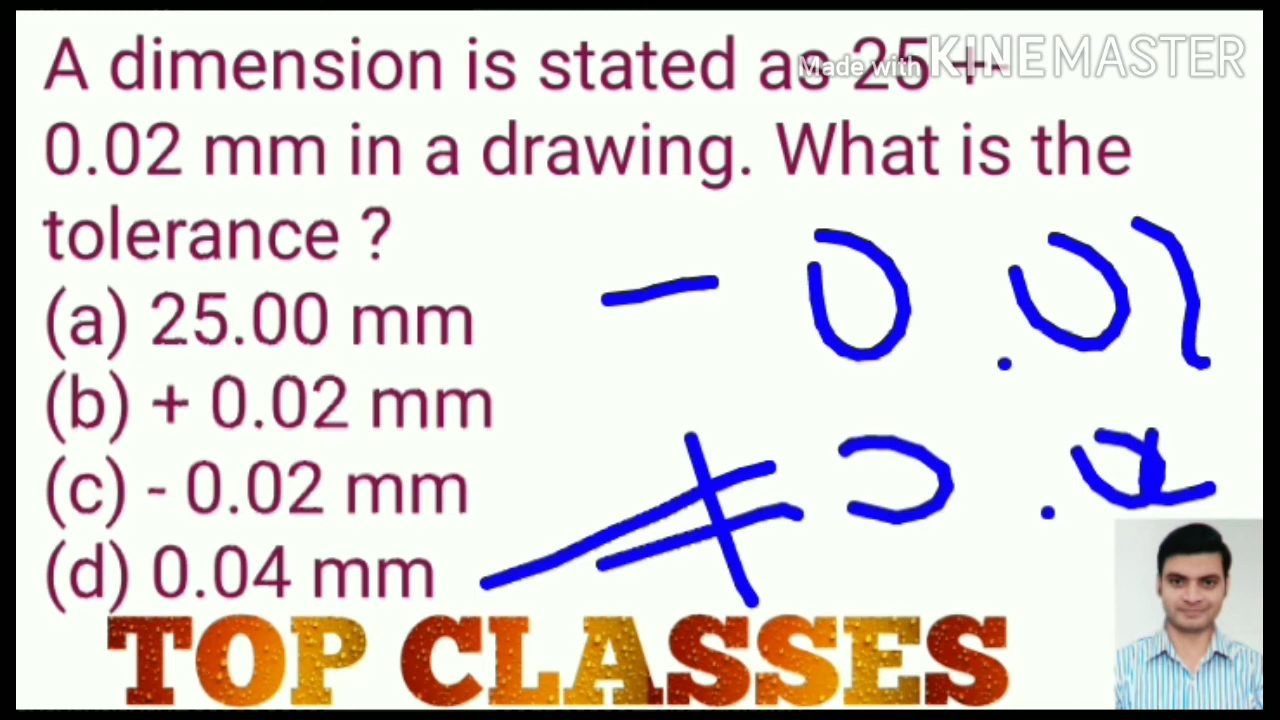 A dimension is stated as 25 +-
Made with KINEMASTER
0.02 mm in a drawing. What is the
tolerance ?
(a) 25.00 mm
(b) + 0.02 mm
(c) - 0.02 mm
(d) 0.04 mm
TOP CLASSES